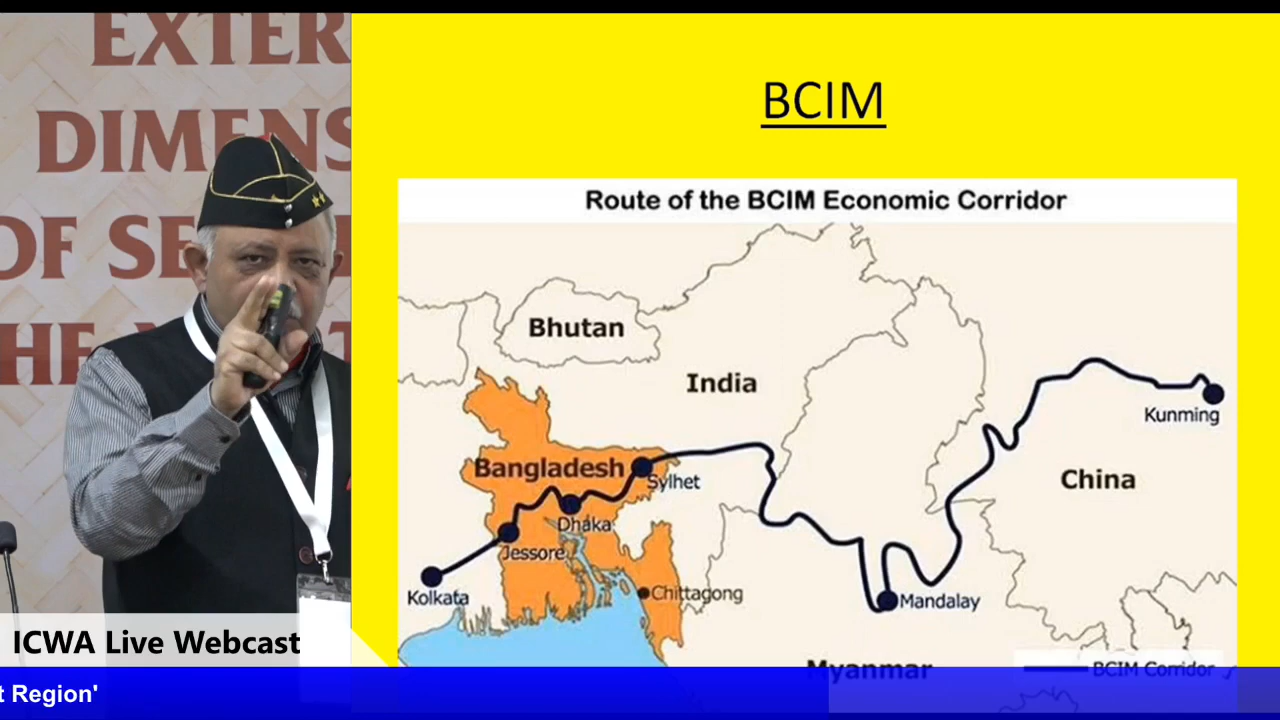 EXTER
DIMENS
OF SE
HE
BCIM
Route of the BCIM Economic Corridor
Bhutan
India
Kunming
Bangladesh
Sylhet
China
Dhaka
Jessore
Chittagong
Kolkata
Mandalay
Myanmar
BCIM Corridor
ICWA Live Webcast
t Region'